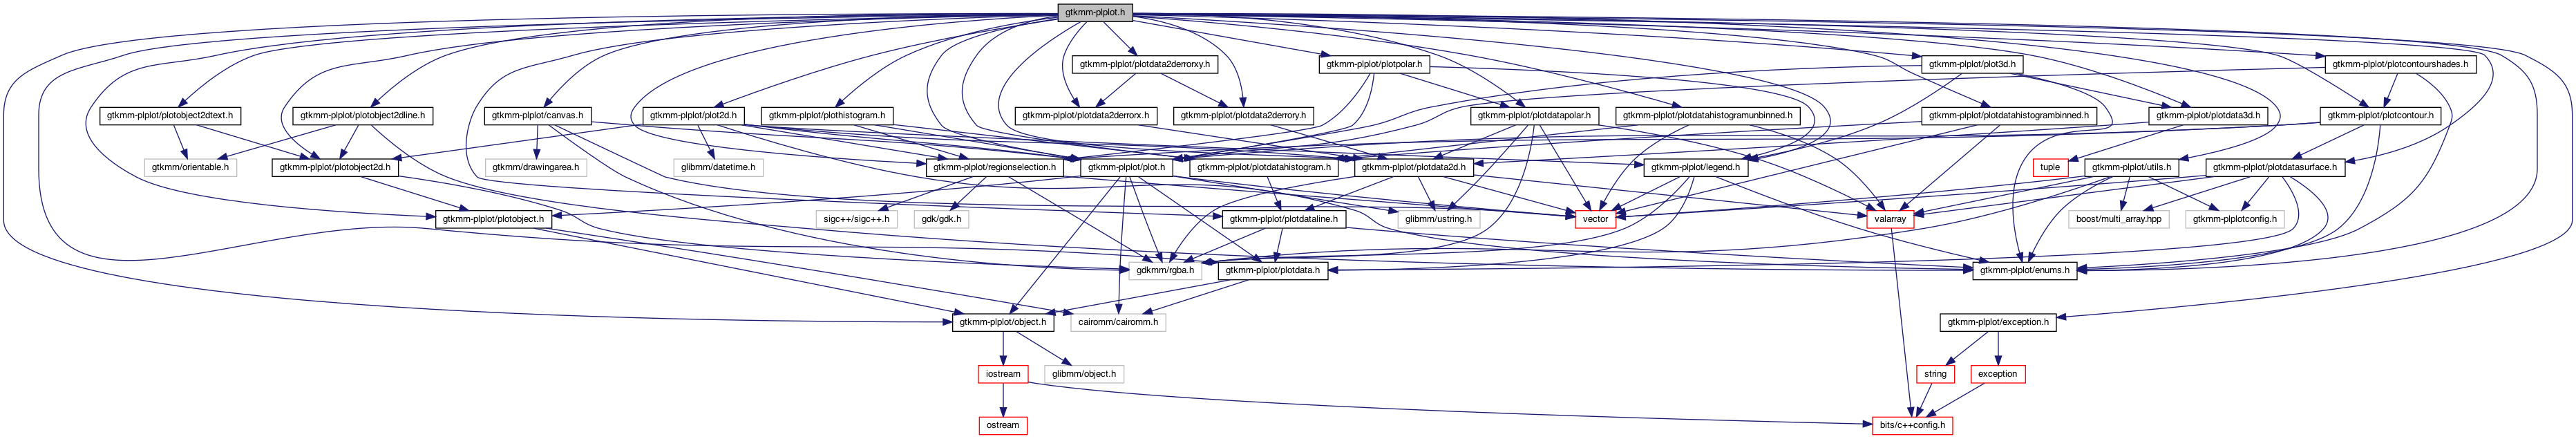 gtkmm-plplot.h
gtkmm-plplot/plotdata2derrorxy.h
gtkmm-plplot/plotpolar.h
gtkmm-plplot/plot3d.h
gtkmm-plplot/plotcontourshades.h
gtkmm-plplot/plotobject2dtext.h
gtkmm-plplot/plotobject2dline.h
gtkmm-plplot/canvas.h
gtkmm-plplot/plot2d.h
gtkmm-plplot/plothistogram.h
gtkmm-plplot/plotdata2derrorx.h
gtkmm-plplot/plotdata2derrory.h
gtkmm-plplot/plotdatapolar.h
gtkmm-plplot/plotdatahistogramunbinned.h
gtkmm-plplot/plotdatahistogrambinned.h
gtkmm-plplot/plotdata3d.h
gtkmm-plplot/plotcontour.h
gtkmm/orientable.h
gtkmm-plplot/plotobject2d.h
gtkmm/drawingarea.h
glibmm/datetime.h
gtkmm-plplot/regionselection.h
gtkmm-plplot/plot.h
gtkmm-plplot/plotdatahistogram.h
gtkmm-plplot/plotdata2d.h
gtkmm-plplot/legend.h
tuple
gtkmm-plplot/utils.h
gtkmm-plplot/plotdatasurface.h
gtkmm-plplot/plotobject.h
sigc++/sigc++.h
gdk/gdk.h
gtkmm-plplot/plotdataline.h
glibmm/ustring.h
vector
valarray
boost/multi_array.hpp
gtkmm-plplotconfig.h
gdkmm/rgba.h
gtkmm-plplot/plotdata.h
gtkmm-plplot/enums.h
gtkmm-plplot/object.h
cairomm/cairomm.h
gtkmm-plplot/exception.h
iostream
glibmm/object.h
string
exception
ostream
bits/c++config.h